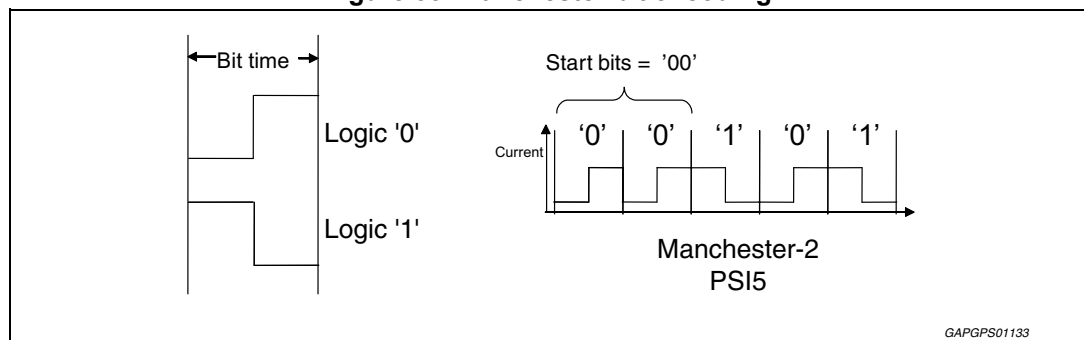 Bit time
Logic '0'
Logic '1'
Start bits = '00'
Current
‘0’ ‘0’ ‘1’ ‘0’ ‘1’
Manchester-2
PSI5
GAPGPS01133